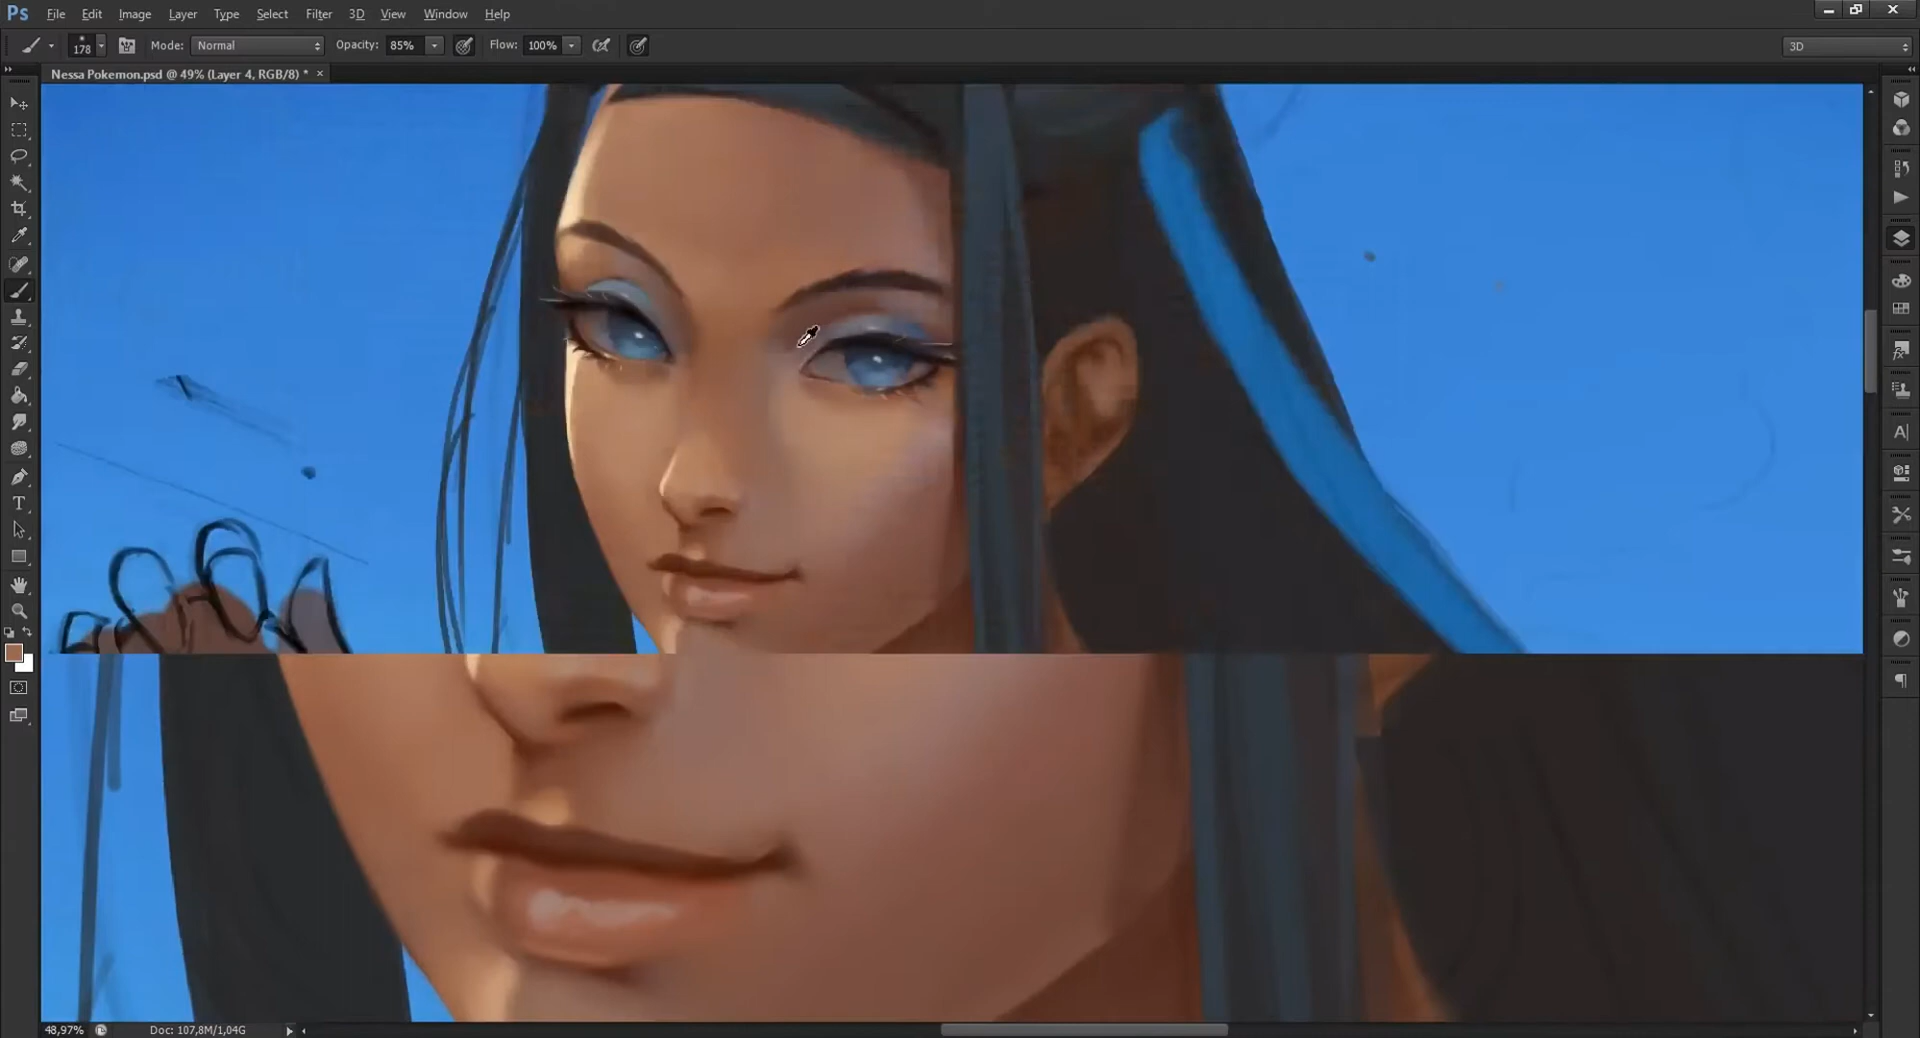 Ps File Edit Image Layer Type Select Filter 3D View Window Help
178 Mode: Normal Opacity: 85% Flow: 100% 3D
Nessa Pokemon.psd @ 49% (Layer 4, RGB/8) * ×
48,97% Doc: 107,8M/1,04G